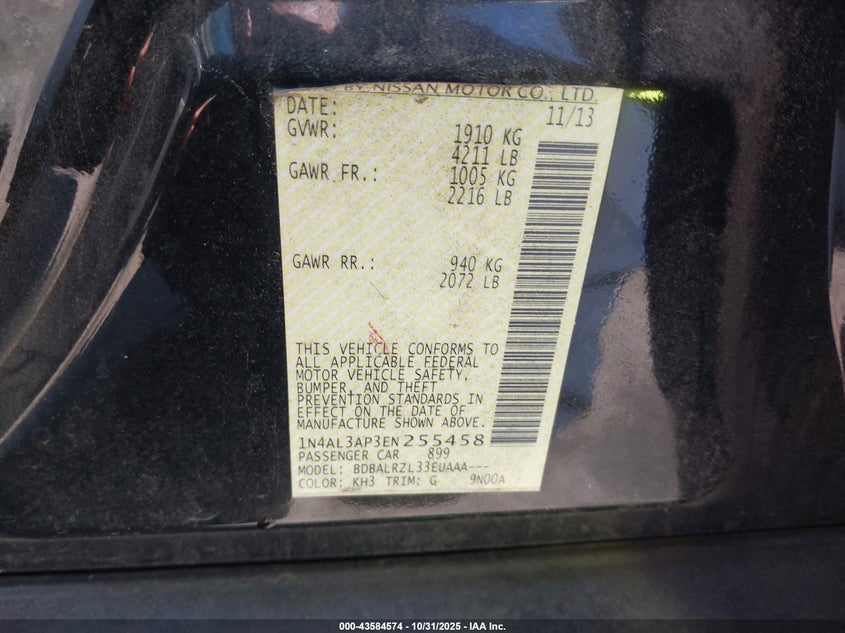 BY NISSAN MOTOR CO., LTD.
DATE: 11/13
GVWR: 1910 KG
4211 LB
GAWR FR.: 1005 KG
2216 LB
GAWR RR.: 940 KG
2072 LB
THIS VEHICLE CONFORMS TO
ALL APPLICABLE FEDERAL
MOTOR VEHICLE SAFETY,
BUMPER, AND THEFT
PREVENTION STANDARDS IN
EFFECT ON THE DATE OF
MANUFACTURE SHOWN ABOVE.
1N4AL3AP3EN255458
PASSENGER CAR 899
MODEL: BDBALRZL33EUAAA---
COLOR: KH3 TRIM: G 9N00A
000-43584574 | 10/31/2025 - IAA Inc.